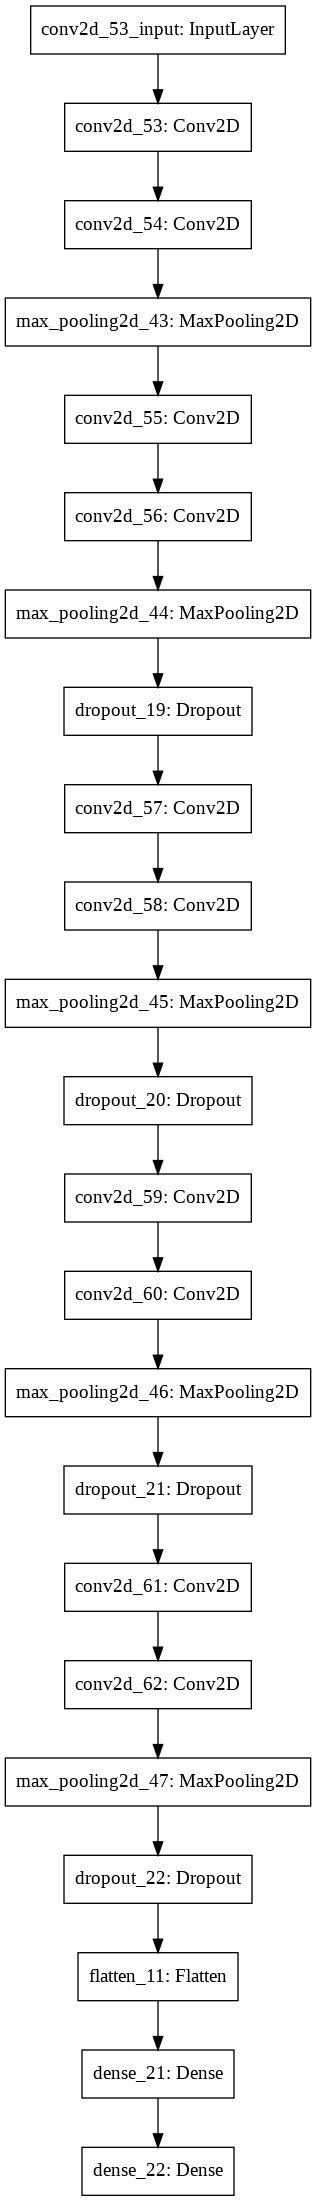 conv2d_53_input: InputLayer
conv2d_53: Conv2D
conv2d_54: Conv2D
max_pooling2d_43: MaxPooling2D
conv2d_55: Conv2D
conv2d_56: Conv2D
max_pooling2d_44: MaxPooling2D
dropout_19: Dropout
conv2d_57: Conv2D
conv2d_58: Conv2D
max_pooling2d_45: MaxPooling2D
dropout_20: Dropout
conv2d_59: Conv2D
conv2d_60: Conv2D
max_pooling2d_46: MaxPooling2D
dropout_21: Dropout
conv2d_61: Conv2D
conv2d_62: Conv2D
max_pooling2d_47: MaxPooling2D
dropout_22: Dropout
flatten_11: Flatten
dense_21: Dense
dense_22: Dense